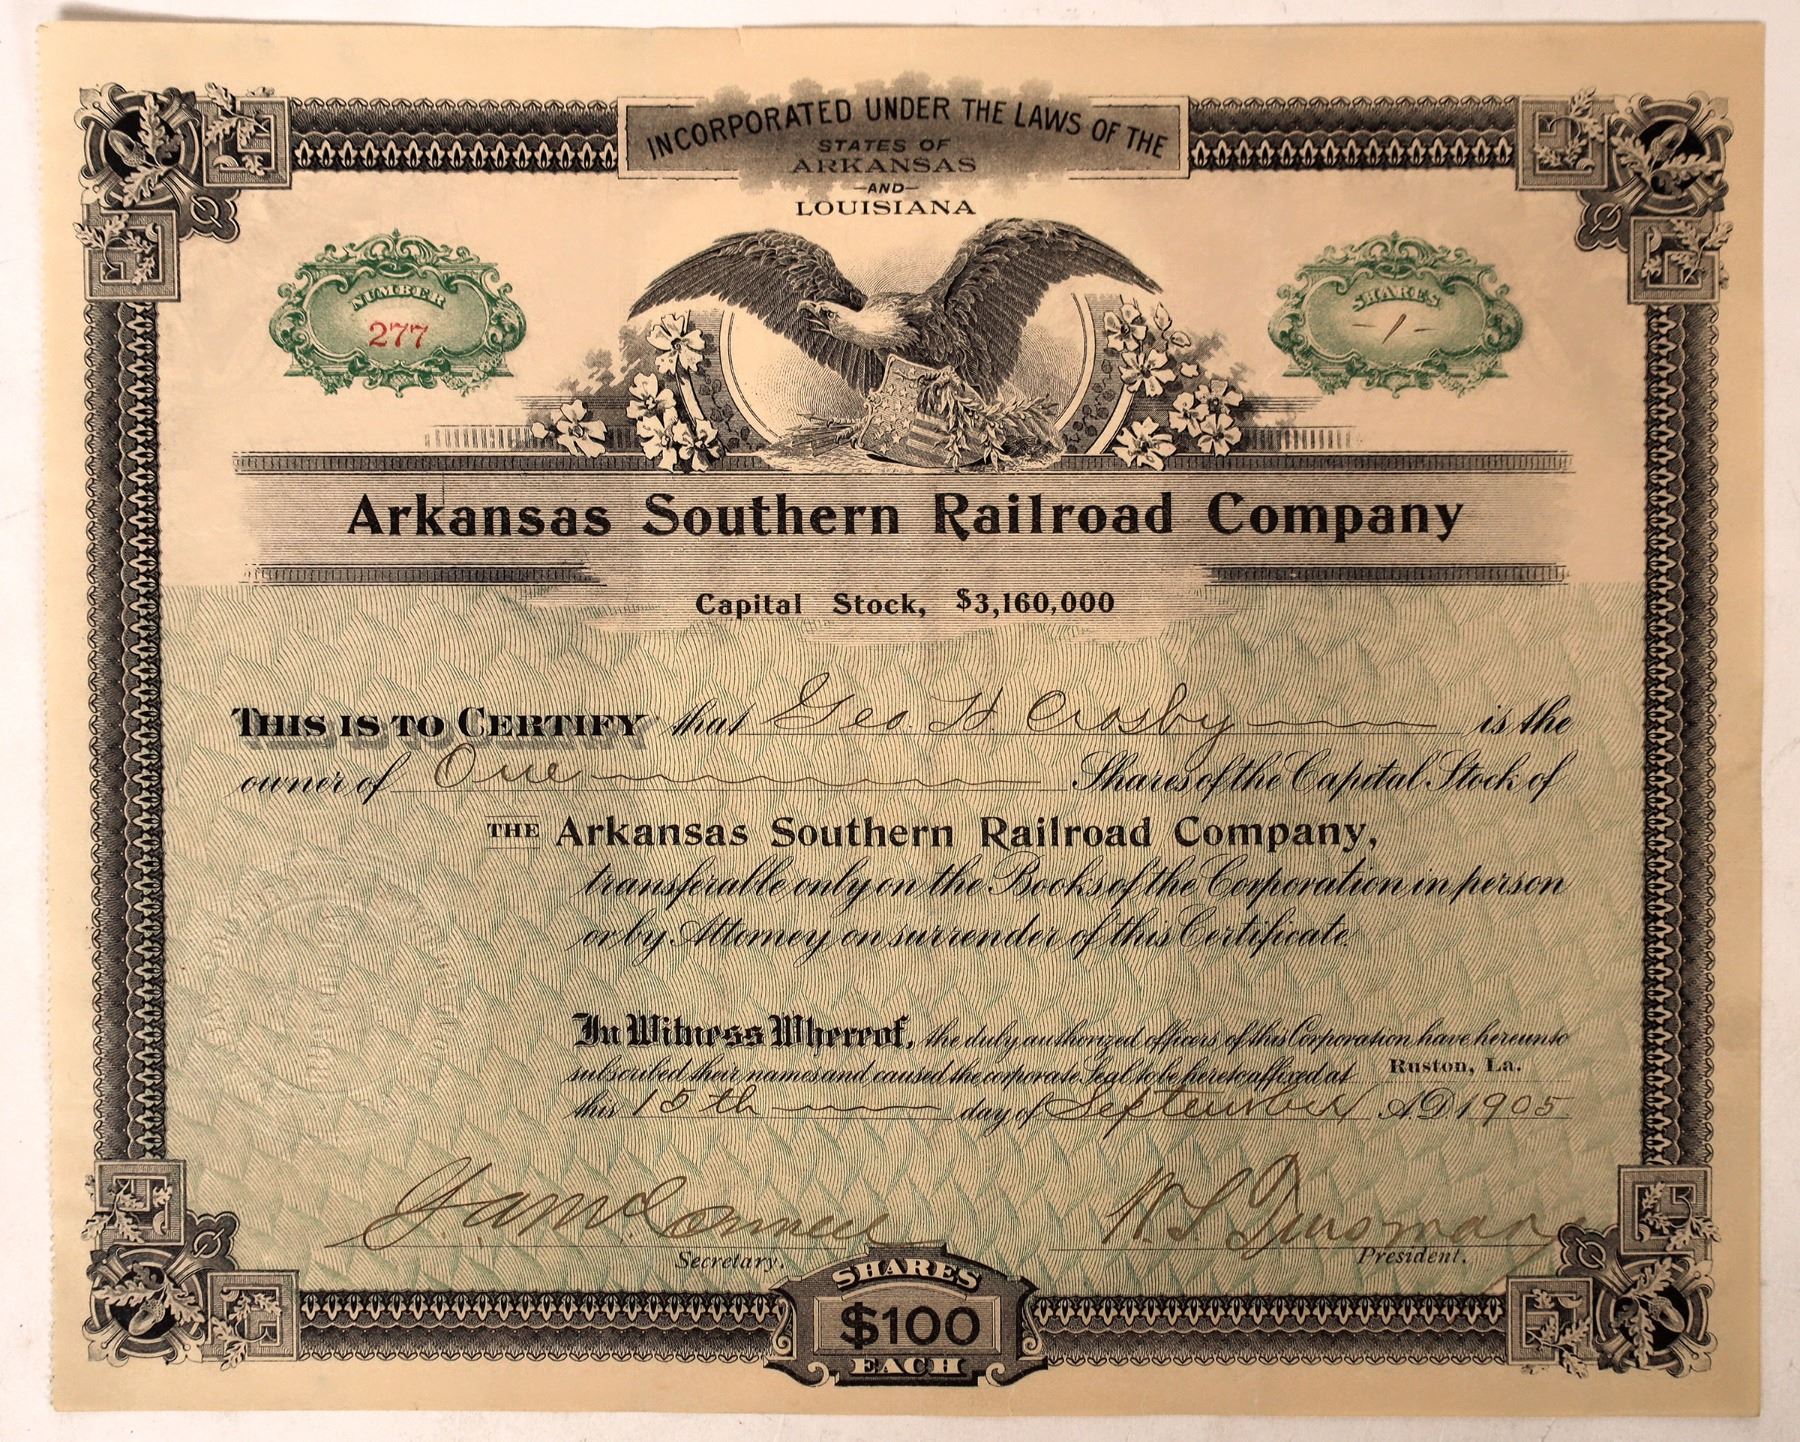 INCORPORATED UNDER THE LAWS OF THE
STATES OF
ARKANSAS
—AND—
LOUISIANA
NUMBER
277
SHARES
-1-
Arkansas Southern Railroad Company
Capital Stock, $3,160,000
THIS IS TO CERTIFY that Geo. H. Crosby is the
owner of One Shares of the Capital Stock of
THE Arkansas Southern Railroad Company,
transferable only on the Books of the Corporation in person
or by Attorney on surrender of this Certificate.
In Witness Whereof, the duly authorized officers of this Corporation have hereunto
subscribed their names and caused the corporate Seal to be hereto affixed at Ruston, La.
this 15th day of September A.D. 1905
Secretary.
President.
SHARES
$100
EACH